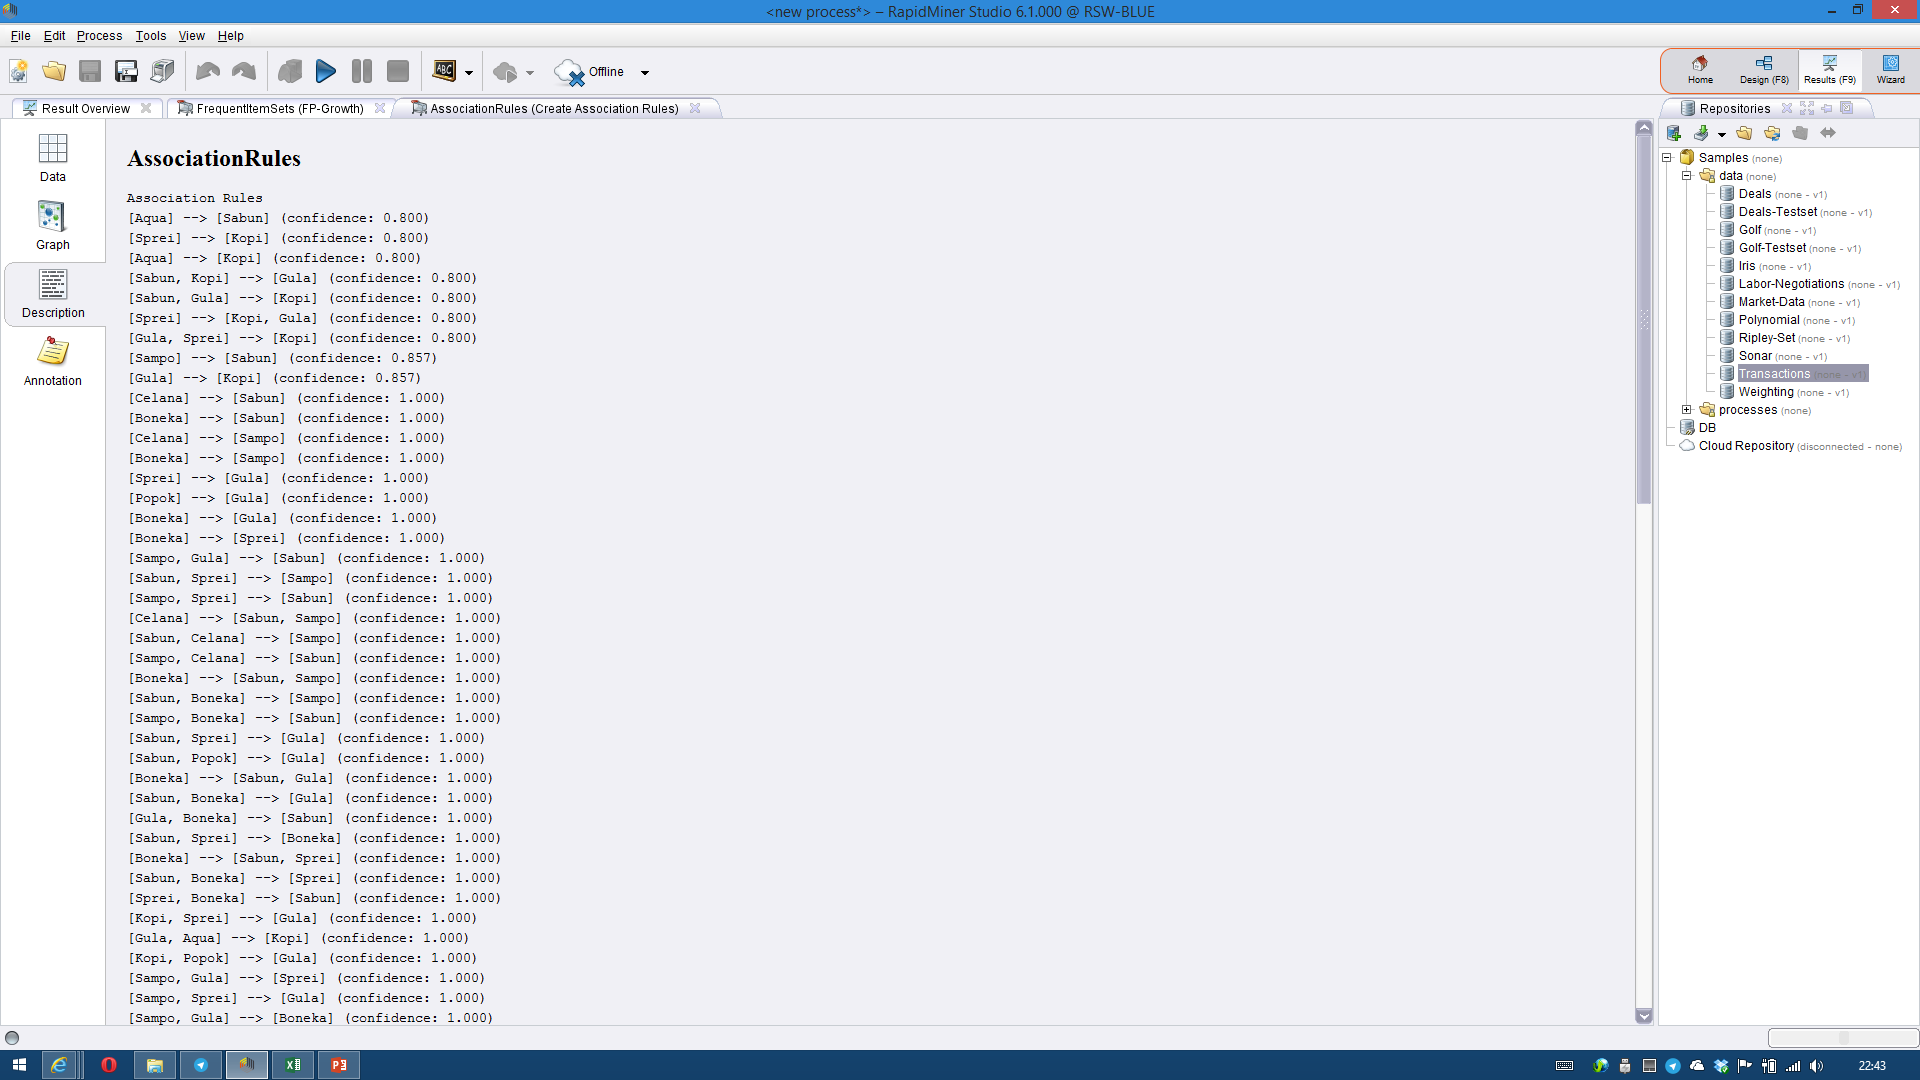 <new process*> – RapidMiner Studio 6.1.000 @ RSW-BLUE
File Edit Process Tools View Help
ABC Offline
Home Design (F8) Results (F9) Wizard
Result Overview FrequentItemSets (FP-Growth) AssociationRules (Create Association Rules)
Data
Graph
Description
Annotation
AssociationRules
Association Rules
[Aqua] --> [Sabun] (confidence: 0.800)
[Sprei] --> [Kopi] (confidence: 0.800)
[Aqua] --> [Kopi] (confidence: 0.800)
[Sabun, Kopi] --> [Gula] (confidence: 0.800)
[Sabun, Gula] --> [Kopi] (confidence: 0.800)
[Sprei] --> [Kopi, Gula] (confidence: 0.800)
[Gula, Sprei] --> [Kopi] (confidence: 0.800)
[Sampo] --> [Sabun] (confidence: 0.857)
[Gula] --> [Kopi] (confidence: 0.857)
[Celana] --> [Sabun] (confidence: 1.000)
[Boneka] --> [Sabun] (confidence: 1.000)
[Celana] --> [Sampo] (confidence: 1.000)
[Boneka] --> [Sampo] (confidence: 1.000)
[Sprei] --> [Gula] (confidence: 1.000)
[Popok] --> [Gula] (confidence: 1.000)
[Boneka] --> [Gula] (confidence: 1.000)
[Boneka] --> [Sprei] (confidence: 1.000)
[Sampo, Gula] --> [Sabun] (confidence: 1.000)
[Sabun, Sprei] --> [Sampo] (confidence: 1.000)
[Sampo, Sprei] --> [Sabun] (confidence: 1.000)
[Celana] --> [Sabun, Sampo] (confidence: 1.000)
[Sabun, Celana] --> [Sampo] (confidence: 1.000)
[Sampo, Celana] --> [Sabun] (confidence: 1.000)
[Boneka] --> [Sabun, Sampo] (confidence: 1.000)
[Sabun, Boneka] --> [Sampo] (confidence: 1.000)
[Sampo, Boneka] --> [Sabun] (confidence: 1.000)
[Sabun, Sprei] --> [Gula] (confidence: 1.000)
[Sabun, Popok] --> [Gula] (confidence: 1.000)
[Boneka] --> [Sabun, Gula] (confidence: 1.000)
[Sabun, Boneka] --> [Gula] (confidence: 1.000)
[Gula, Boneka] --> [Sabun] (confidence: 1.000)
[Sabun, Sprei] --> [Boneka] (confidence: 1.000)
[Boneka] --> [Sabun, Sprei] (confidence: 1.000)
[Sabun, Boneka] --> [Sprei] (confidence: 1.000)
[Sprei, Boneka] --> [Sabun] (confidence: 1.000)
[Kopi, Sprei] --> [Gula] (confidence: 1.000)
[Gula, Aqua] --> [Kopi] (confidence: 1.000)
[Kopi, Popok] --> [Gula] (confidence: 1.000)
[Sampo, Gula] --> [Sprei] (confidence: 1.000)
[Sampo, Sprei] --> [Gula] (confidence: 1.000)
[Sampo, Gula] --> [Boneka] (confidence: 1.000)
Repositories
Samples (none)
data (none)
Deals (none - v1)
Deals-Testset (none - v1)
Golf (none - v1)
Golf-Testset (none - v1)
Iris (none - v1)
Labor-Negotiations (none - v1)
Market-Data (none - v1)
Polynomial (none - v1)
Ripley-Set (none - v1)
Sonar (none - v1)
Transactions (none - v1)
Weighting (none - v1)
processes (none)
DB
Cloud Repository (disconnected - none)
22:43